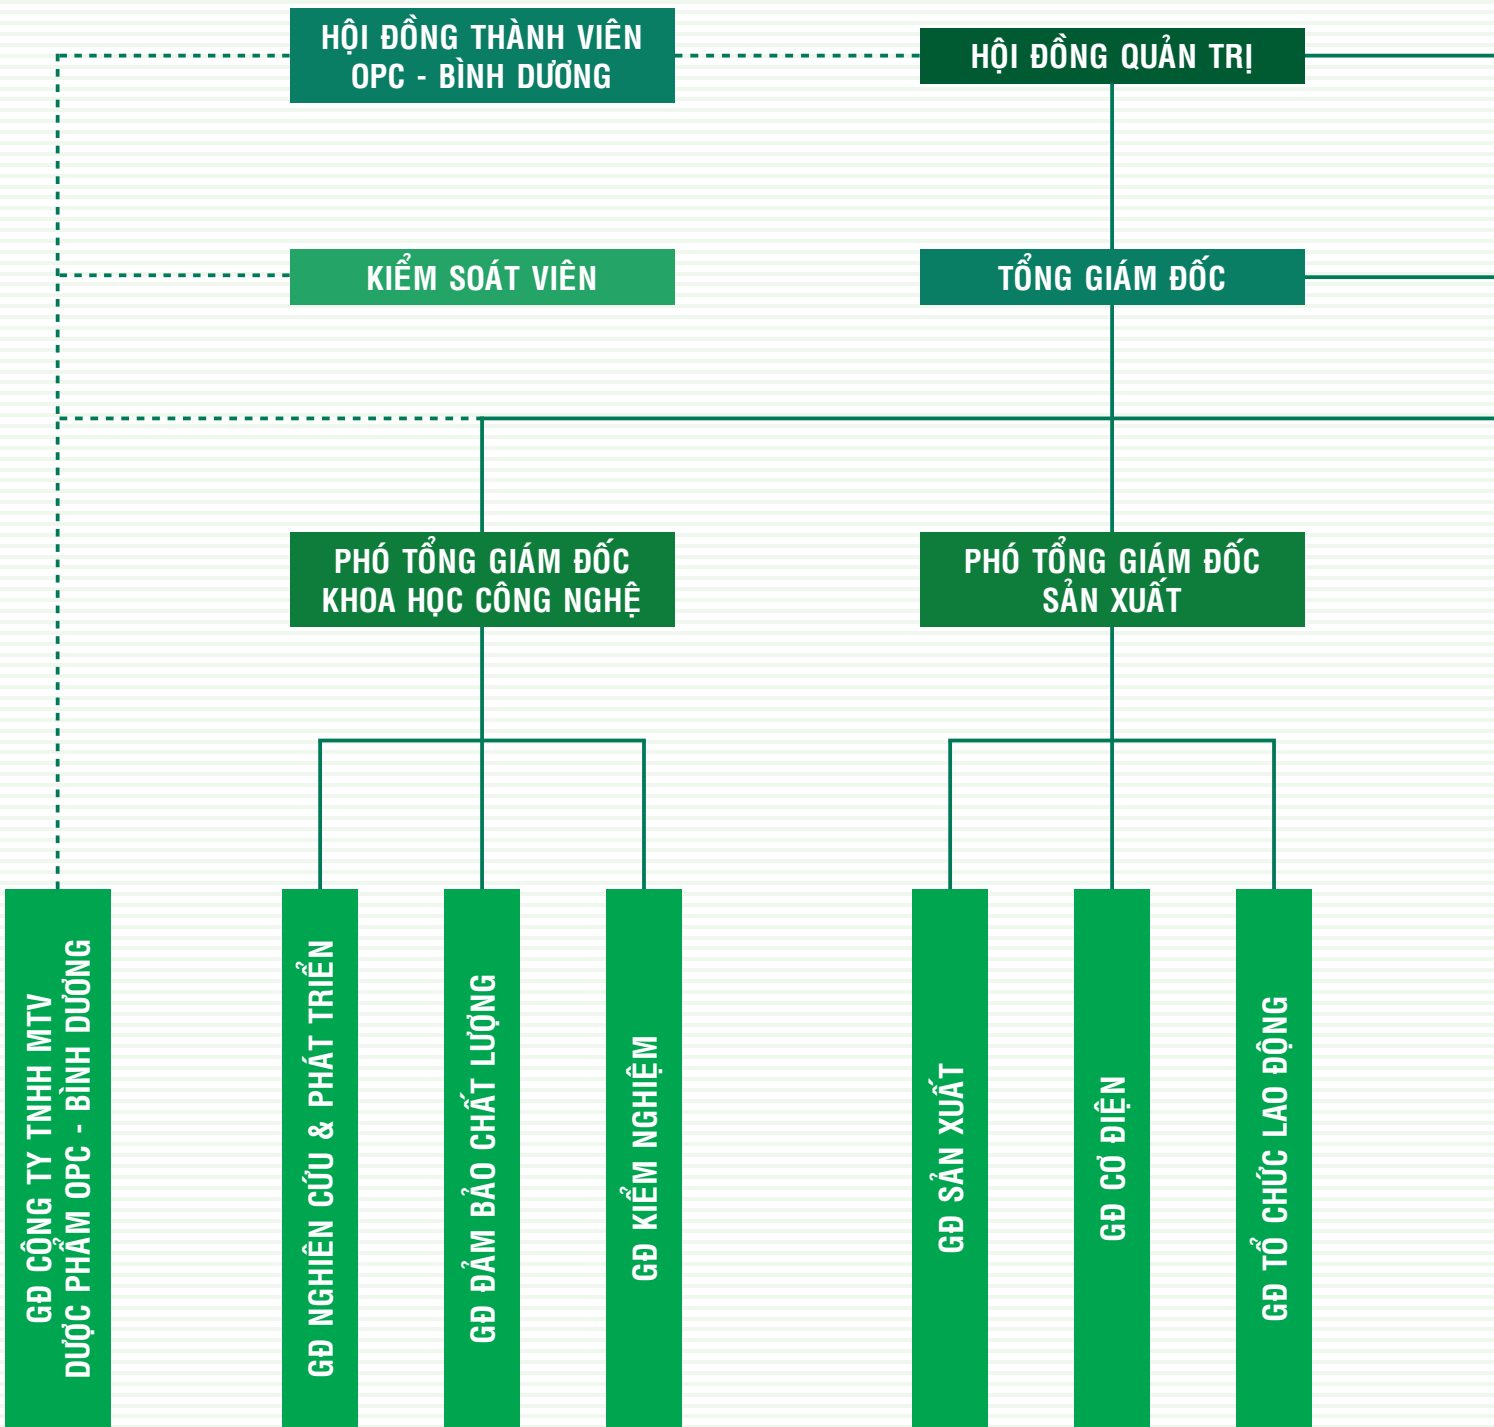 HỘI ĐỒNG THÀNH VIÊN
OPC - BÌNH DƯƠNG
HỘI ĐỒNG QUẢN TRỊ
KIỂM SOÁT VIÊN
TỔNG GIÁM ĐỐC
PHÓ TỔNG GIÁM ĐỐC
KHOA HỌC CÔNG NGHỆ
PHÓ TỔNG GIÁM ĐỐC
SẢN XUẤT
GĐ CÔNG TY TNHH MTV
DƯỢC PHẨM OPC - BÌNH DƯƠNG
GĐ NGHIÊN CỨU & PHÁT TRIỂN
GĐ ĐẢM BẢO CHẤT LƯỢNG
GĐ KIỂM NGHIỆM
GĐ SẢN XUẤT
GĐ CƠ ĐIỆN
GĐ TỔ CHỨC LAO ĐỘNG